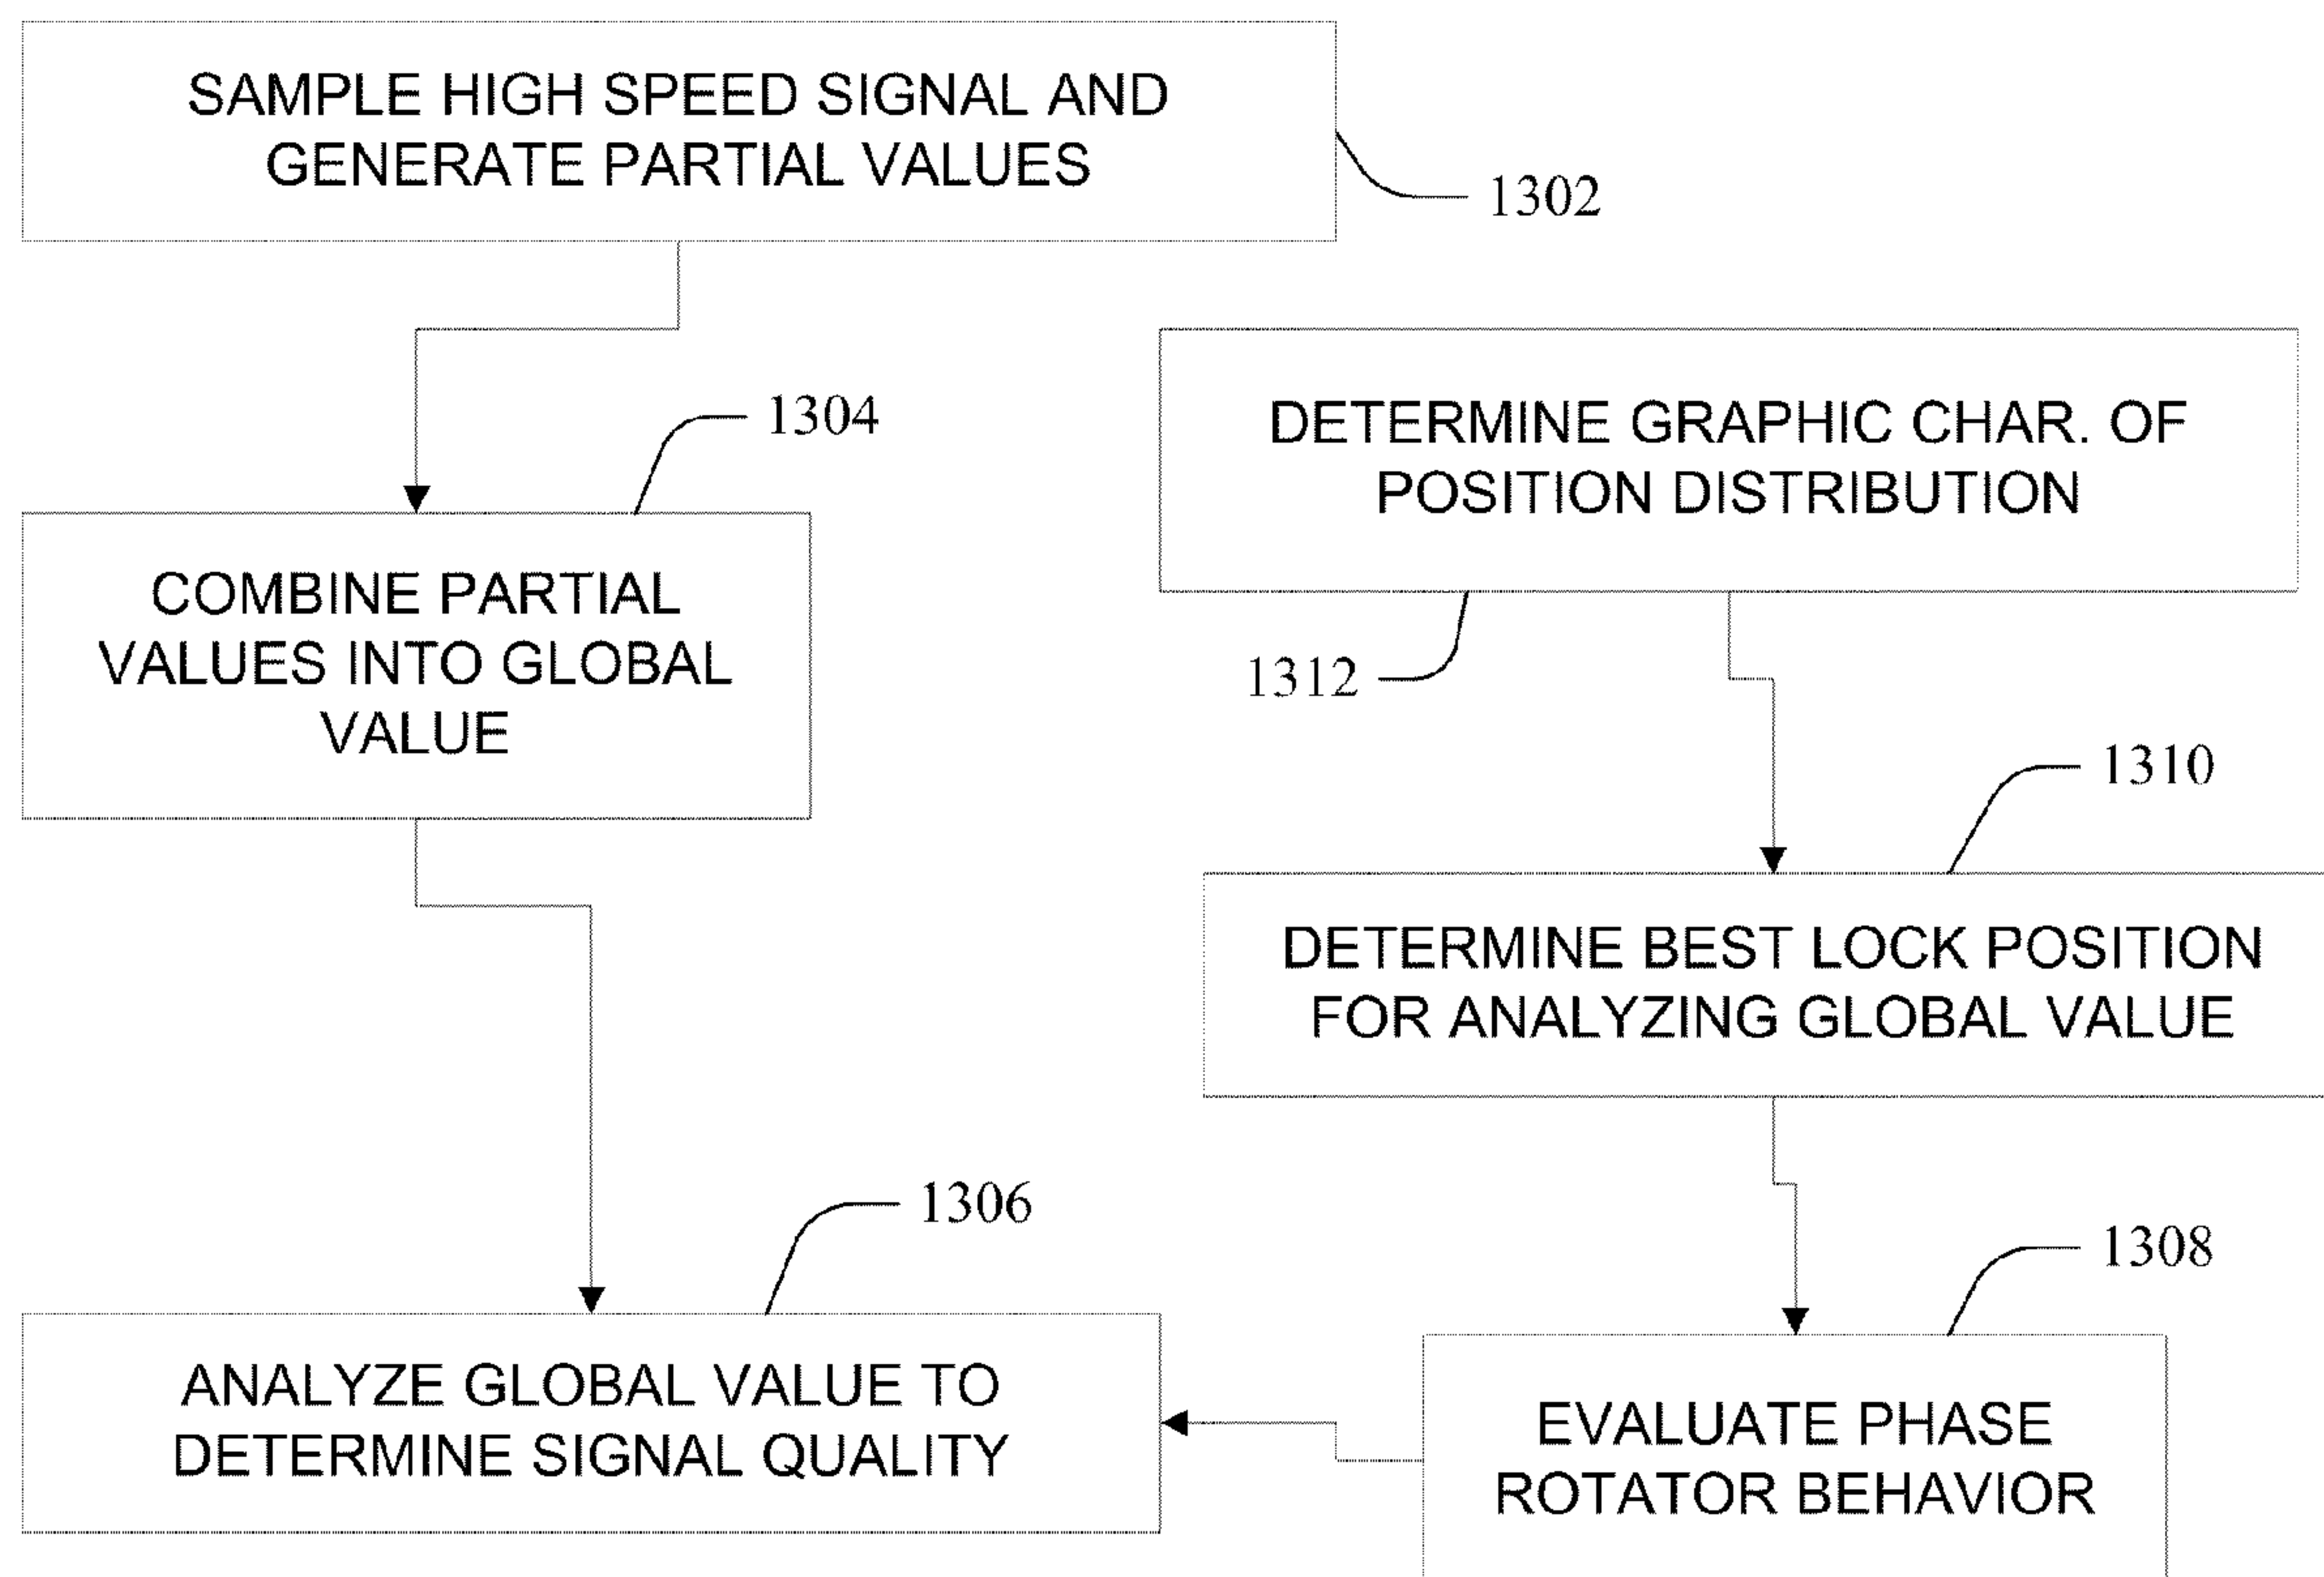 SAMPLE HIGH SPEED SIGNAL AND
GENERATE PARTIAL VALUES
1302
1304
COMBINE PARTIAL
VALUES INTO GLOBAL
VALUE
DETERMINE GRAPHIC CHAR. OF
POSITION DISTRIBUTION
1312
1310
DETERMINE BEST LOCK POSITION
FOR ANALYZING GLOBAL VALUE
1306
ANALYZE GLOBAL VALUE TO
DETERMINE SIGNAL QUALITY
1308
EVALUATE PHASE
ROTATOR BEHAVIOR